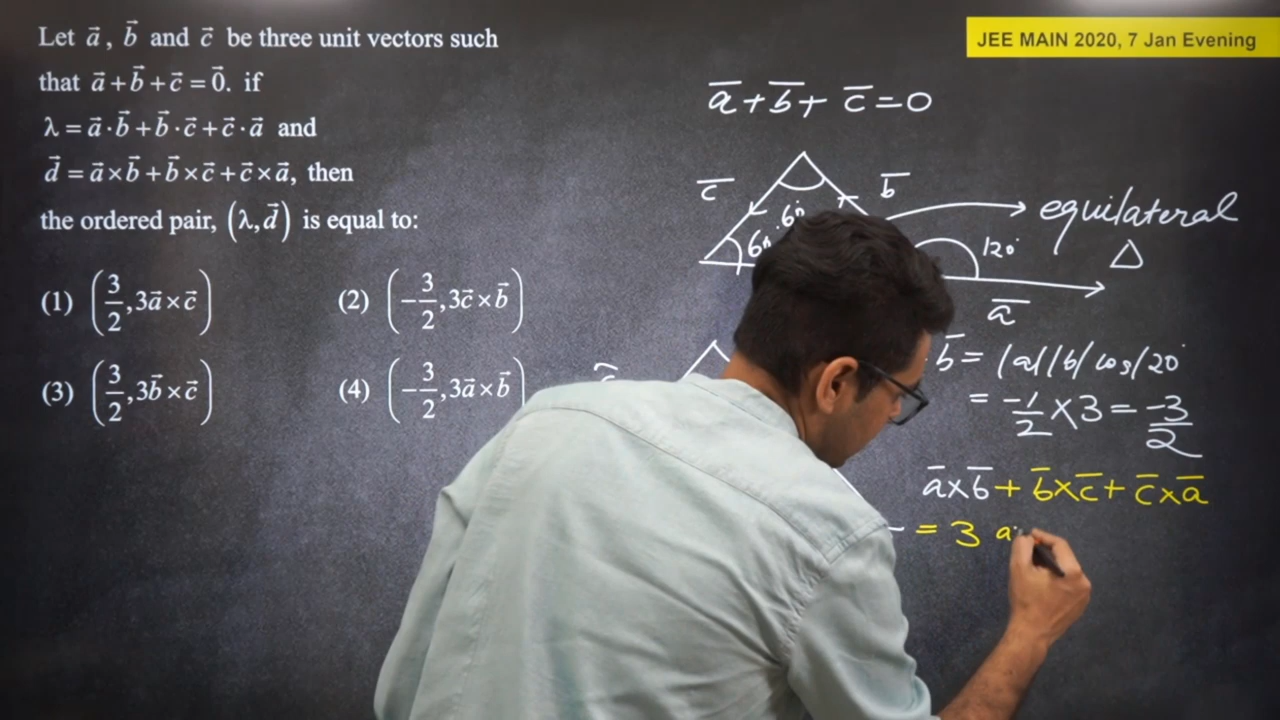 Let a⃗, b⃗ and c⃗ be three unit vectors such
that a⃗ + b⃗ + c⃗ = 0⃗. if
λ = a⃗·b⃗ + b⃗·c⃗ + c⃗·a⃗ and
d⃗ = a⃗×b⃗ + b⃗×c⃗ + c⃗×a⃗, then
the ordered pair, (λ, d⃗) is equal to:
(1) (3/2, 3a⃗×c⃗) (2) (-3/2, 3c⃗×b⃗)
(3) (3/2, 3b⃗×c⃗) (4) (-3/2, 3a⃗×b⃗)
JEE MAIN 2020, 7 Jan Evening
a̅ + b̅ + c̅ = 0
c̅ b̅
equilateral
Δ
60°
120°
a̅
b̅ = |a||b| cos120°
= -1/2 × 3 = -3/2
a̅×b̅ + b̅×c̅ + c̅×a̅
= 3 a